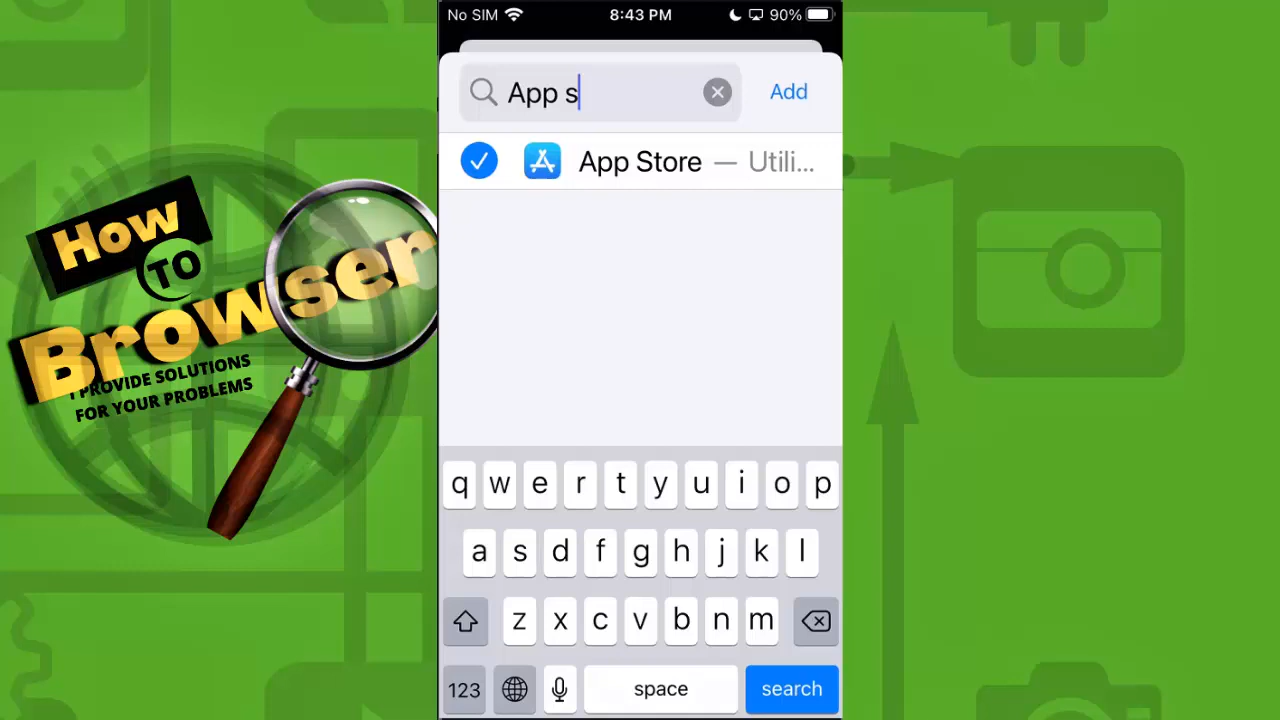 How
TO
Browser
I PROVIDE SOLUTIONS
FOR YOUR PROBLEMS
No SIM 8:43 PM 90%
App s Add
App Store — Utili...
q w e r t y u i o p
a s d f g h j k l
z x c v b n m
123 space search